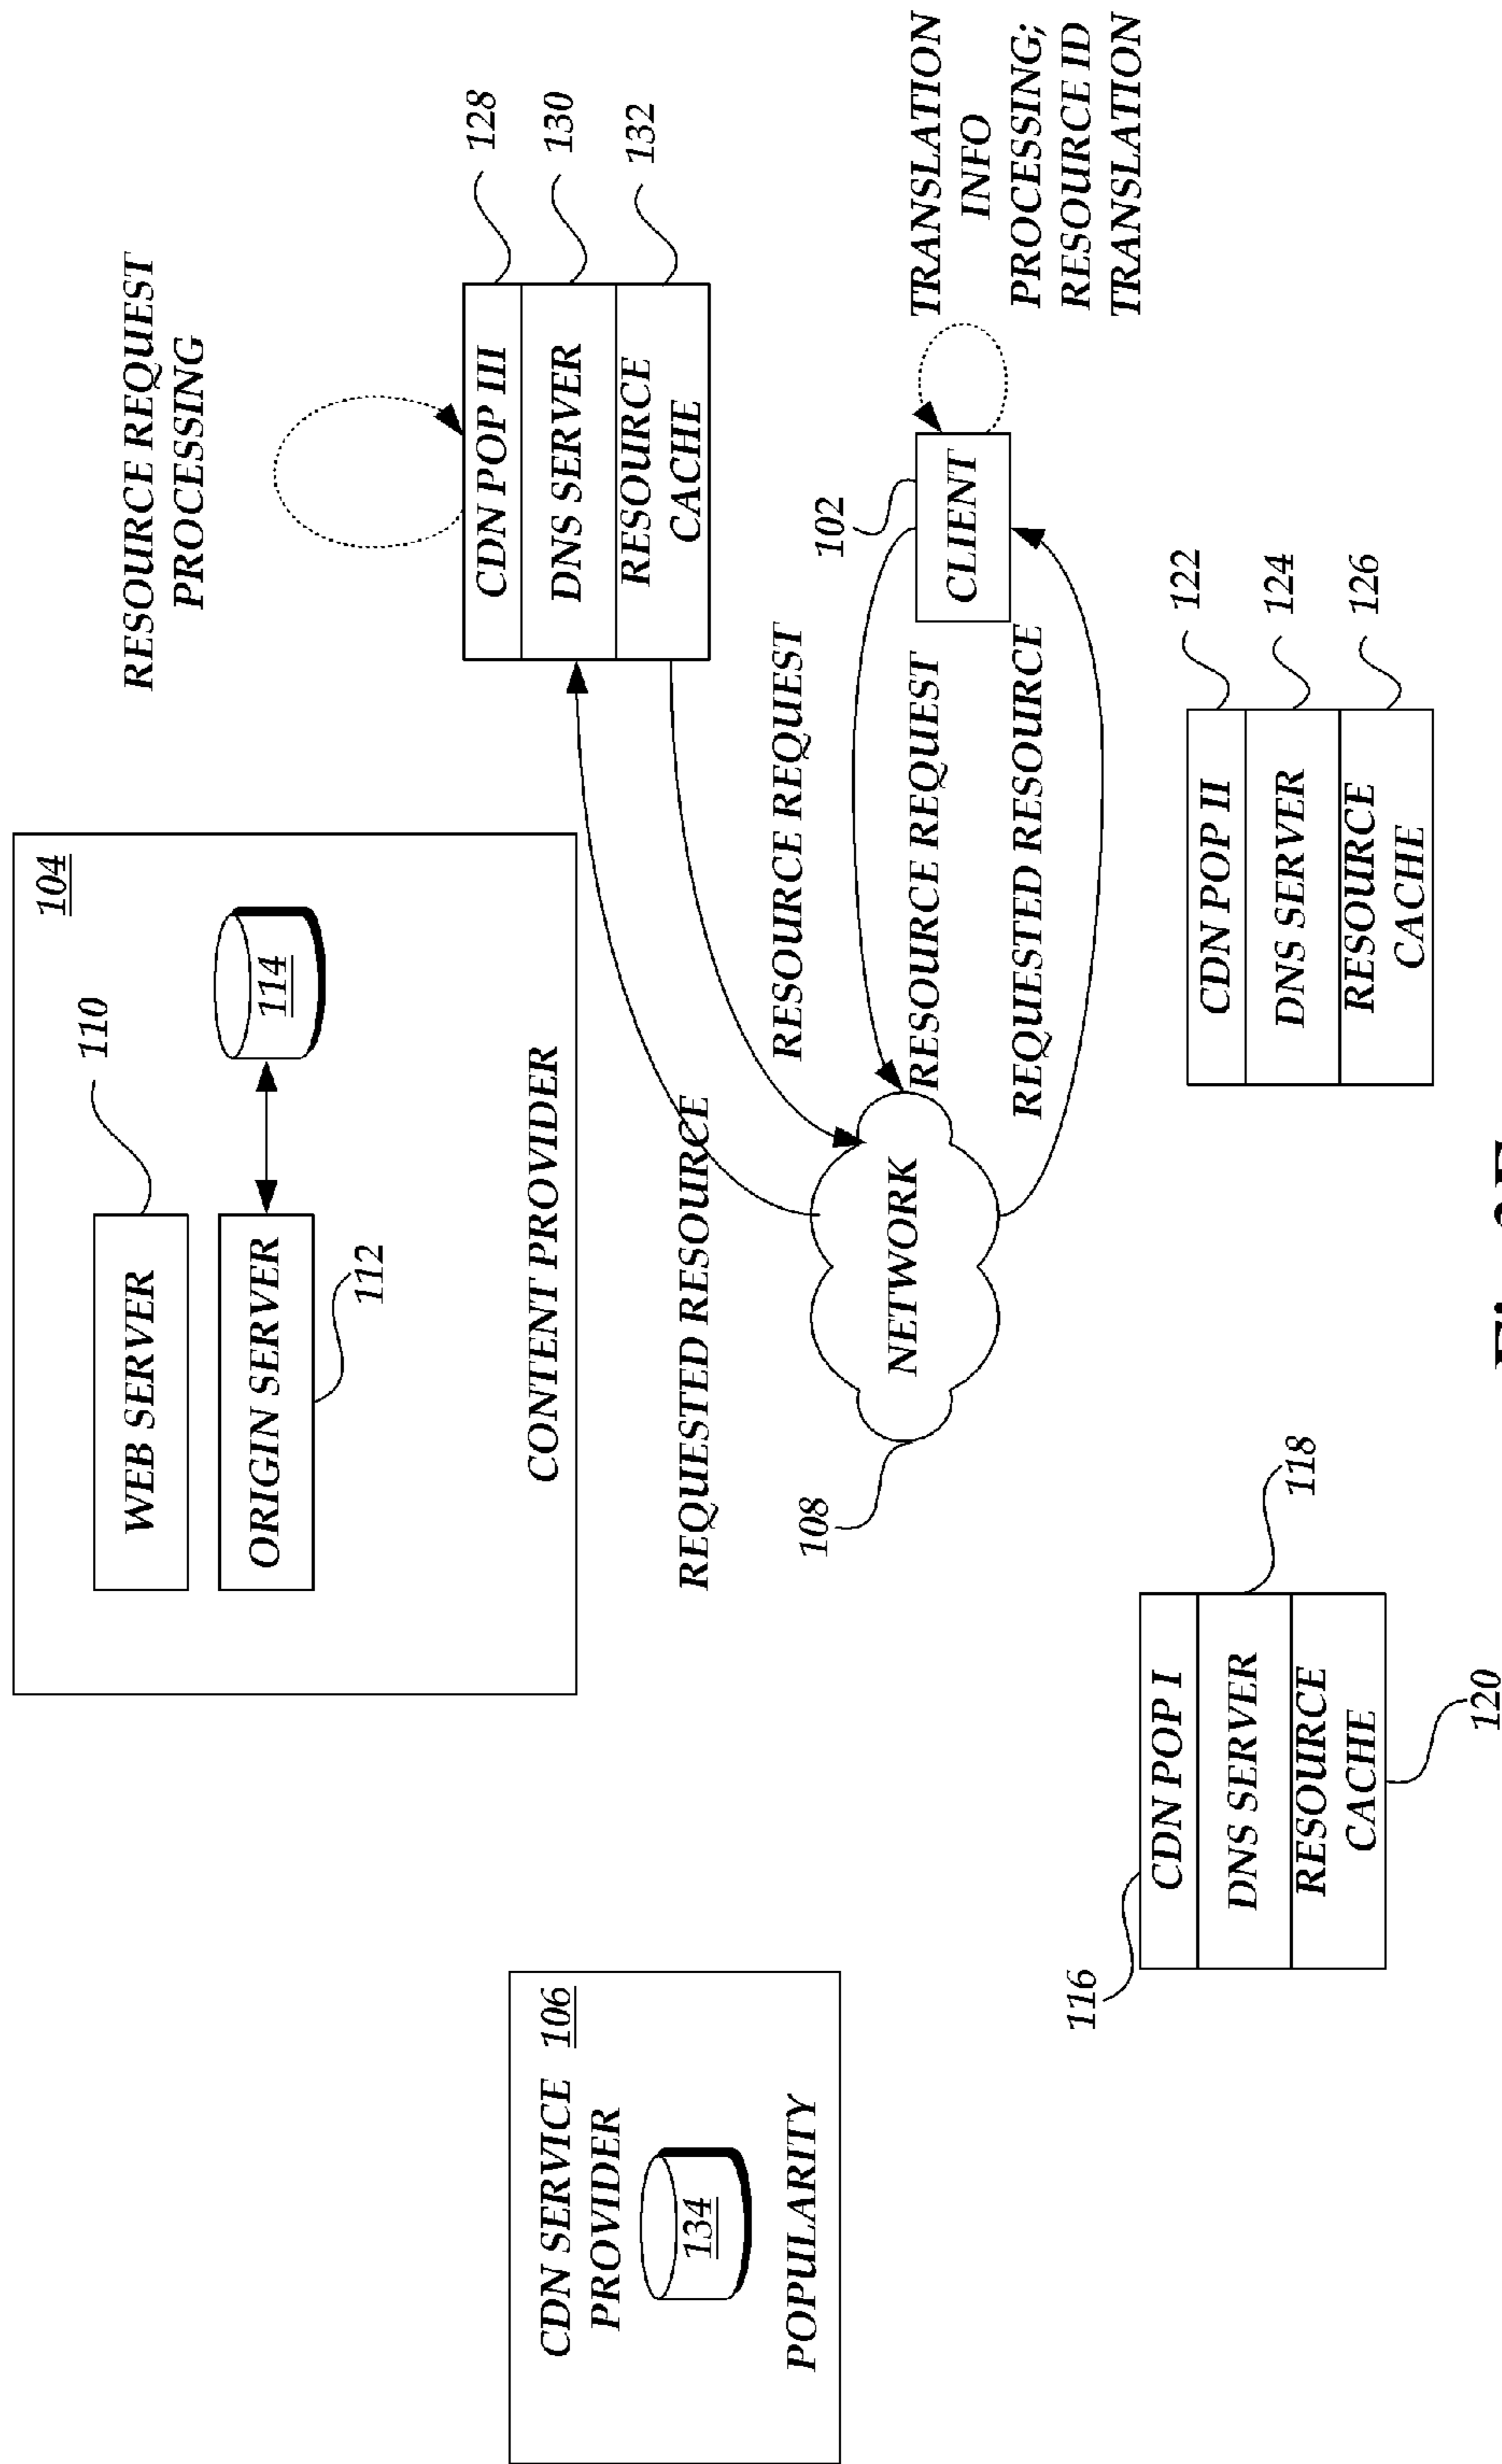 104
WEB SERVER
110
ORIGIN SERVER
112
114
CONTENT PROVIDER
RESOURCE REQUEST
PROCESSING
CDN SERVICE
PROVIDER
106
134
POPULARITY
CDN POP III
DNS SERVER
RESOURCE
CACHE
128
130
132
REQUESTED RESOURCE
RESOURCE REQUEST
108
NETWORK
RESOURCE REQUEST
REQUESTED RESOURCE
102
CLIENT
TRANSLATION
INFO
PROCESSING;
RESOURCE ID
TRANSLATION
116
CDN POP I
DNS SERVER
RESOURCE
CACHE
118
120
CDN POP II
DNS SERVER
RESOURCE
CACHE
122
124
126